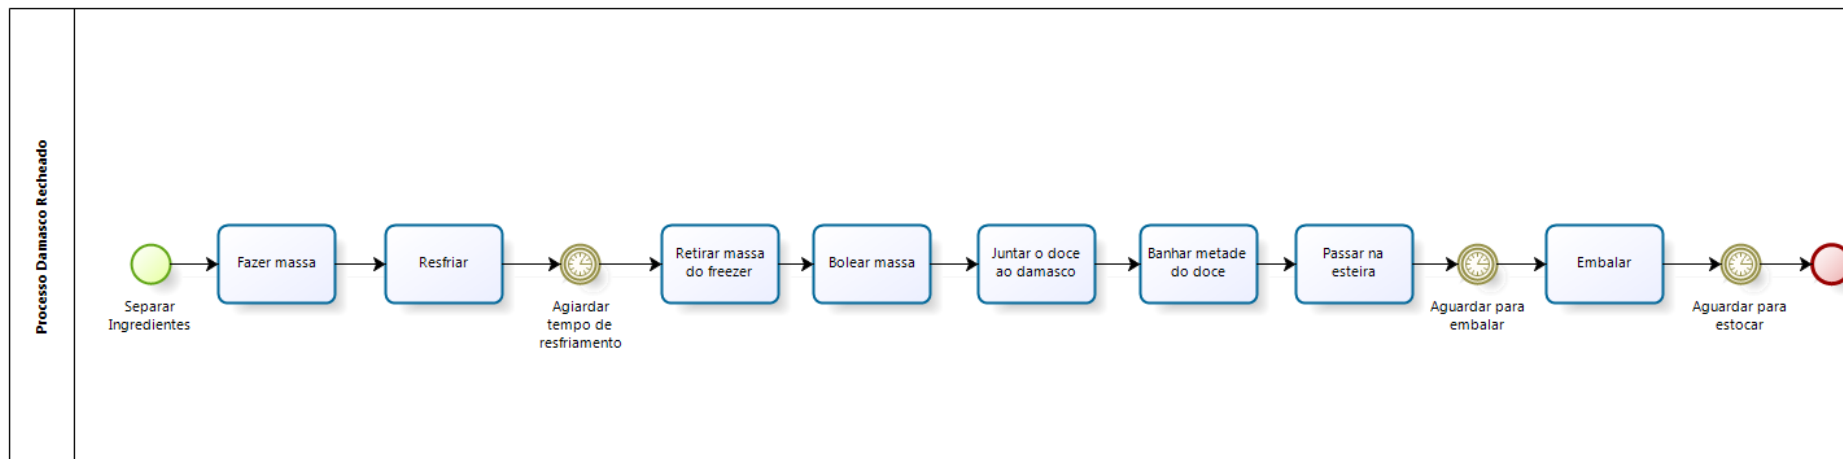 Processo Damasco Recheado
Separar
Ingredientes
Fazer massa
Resfriar
Agiardar
tempo de
resfriamento
Retirar massa
do freezer
Bolear massa
Juntar o doce
ao damasco
Banhar metade
do doce
Passar na
esteira
Aguardar para
embalar
Embalar
Aguardar para
estocar